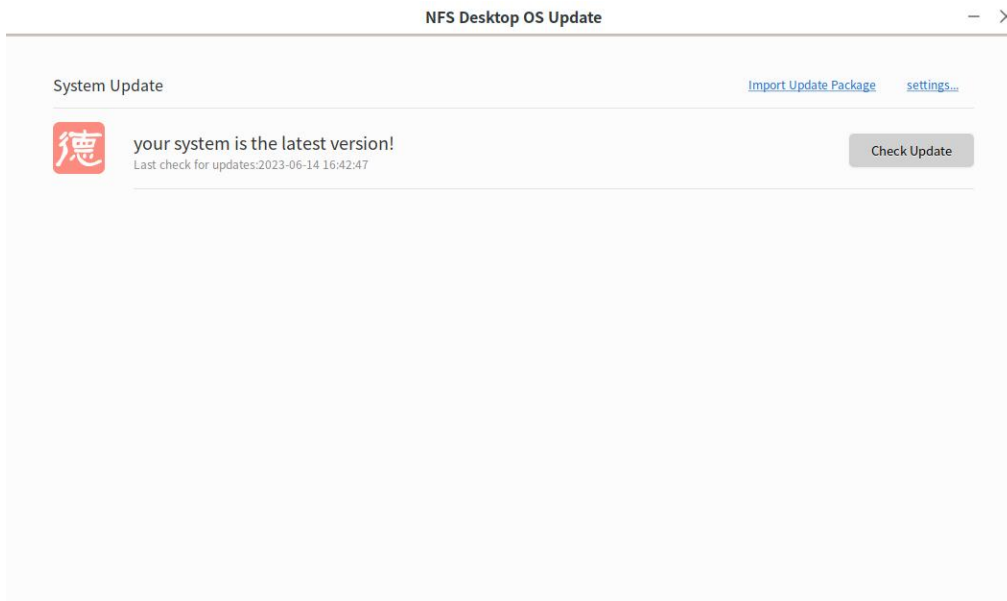 NFS Desktop OS Update
System Update
Import Update Package
settings...
德
your system is the latest version!
Last check for updates:2023-06-14 16:42:47
Check Update